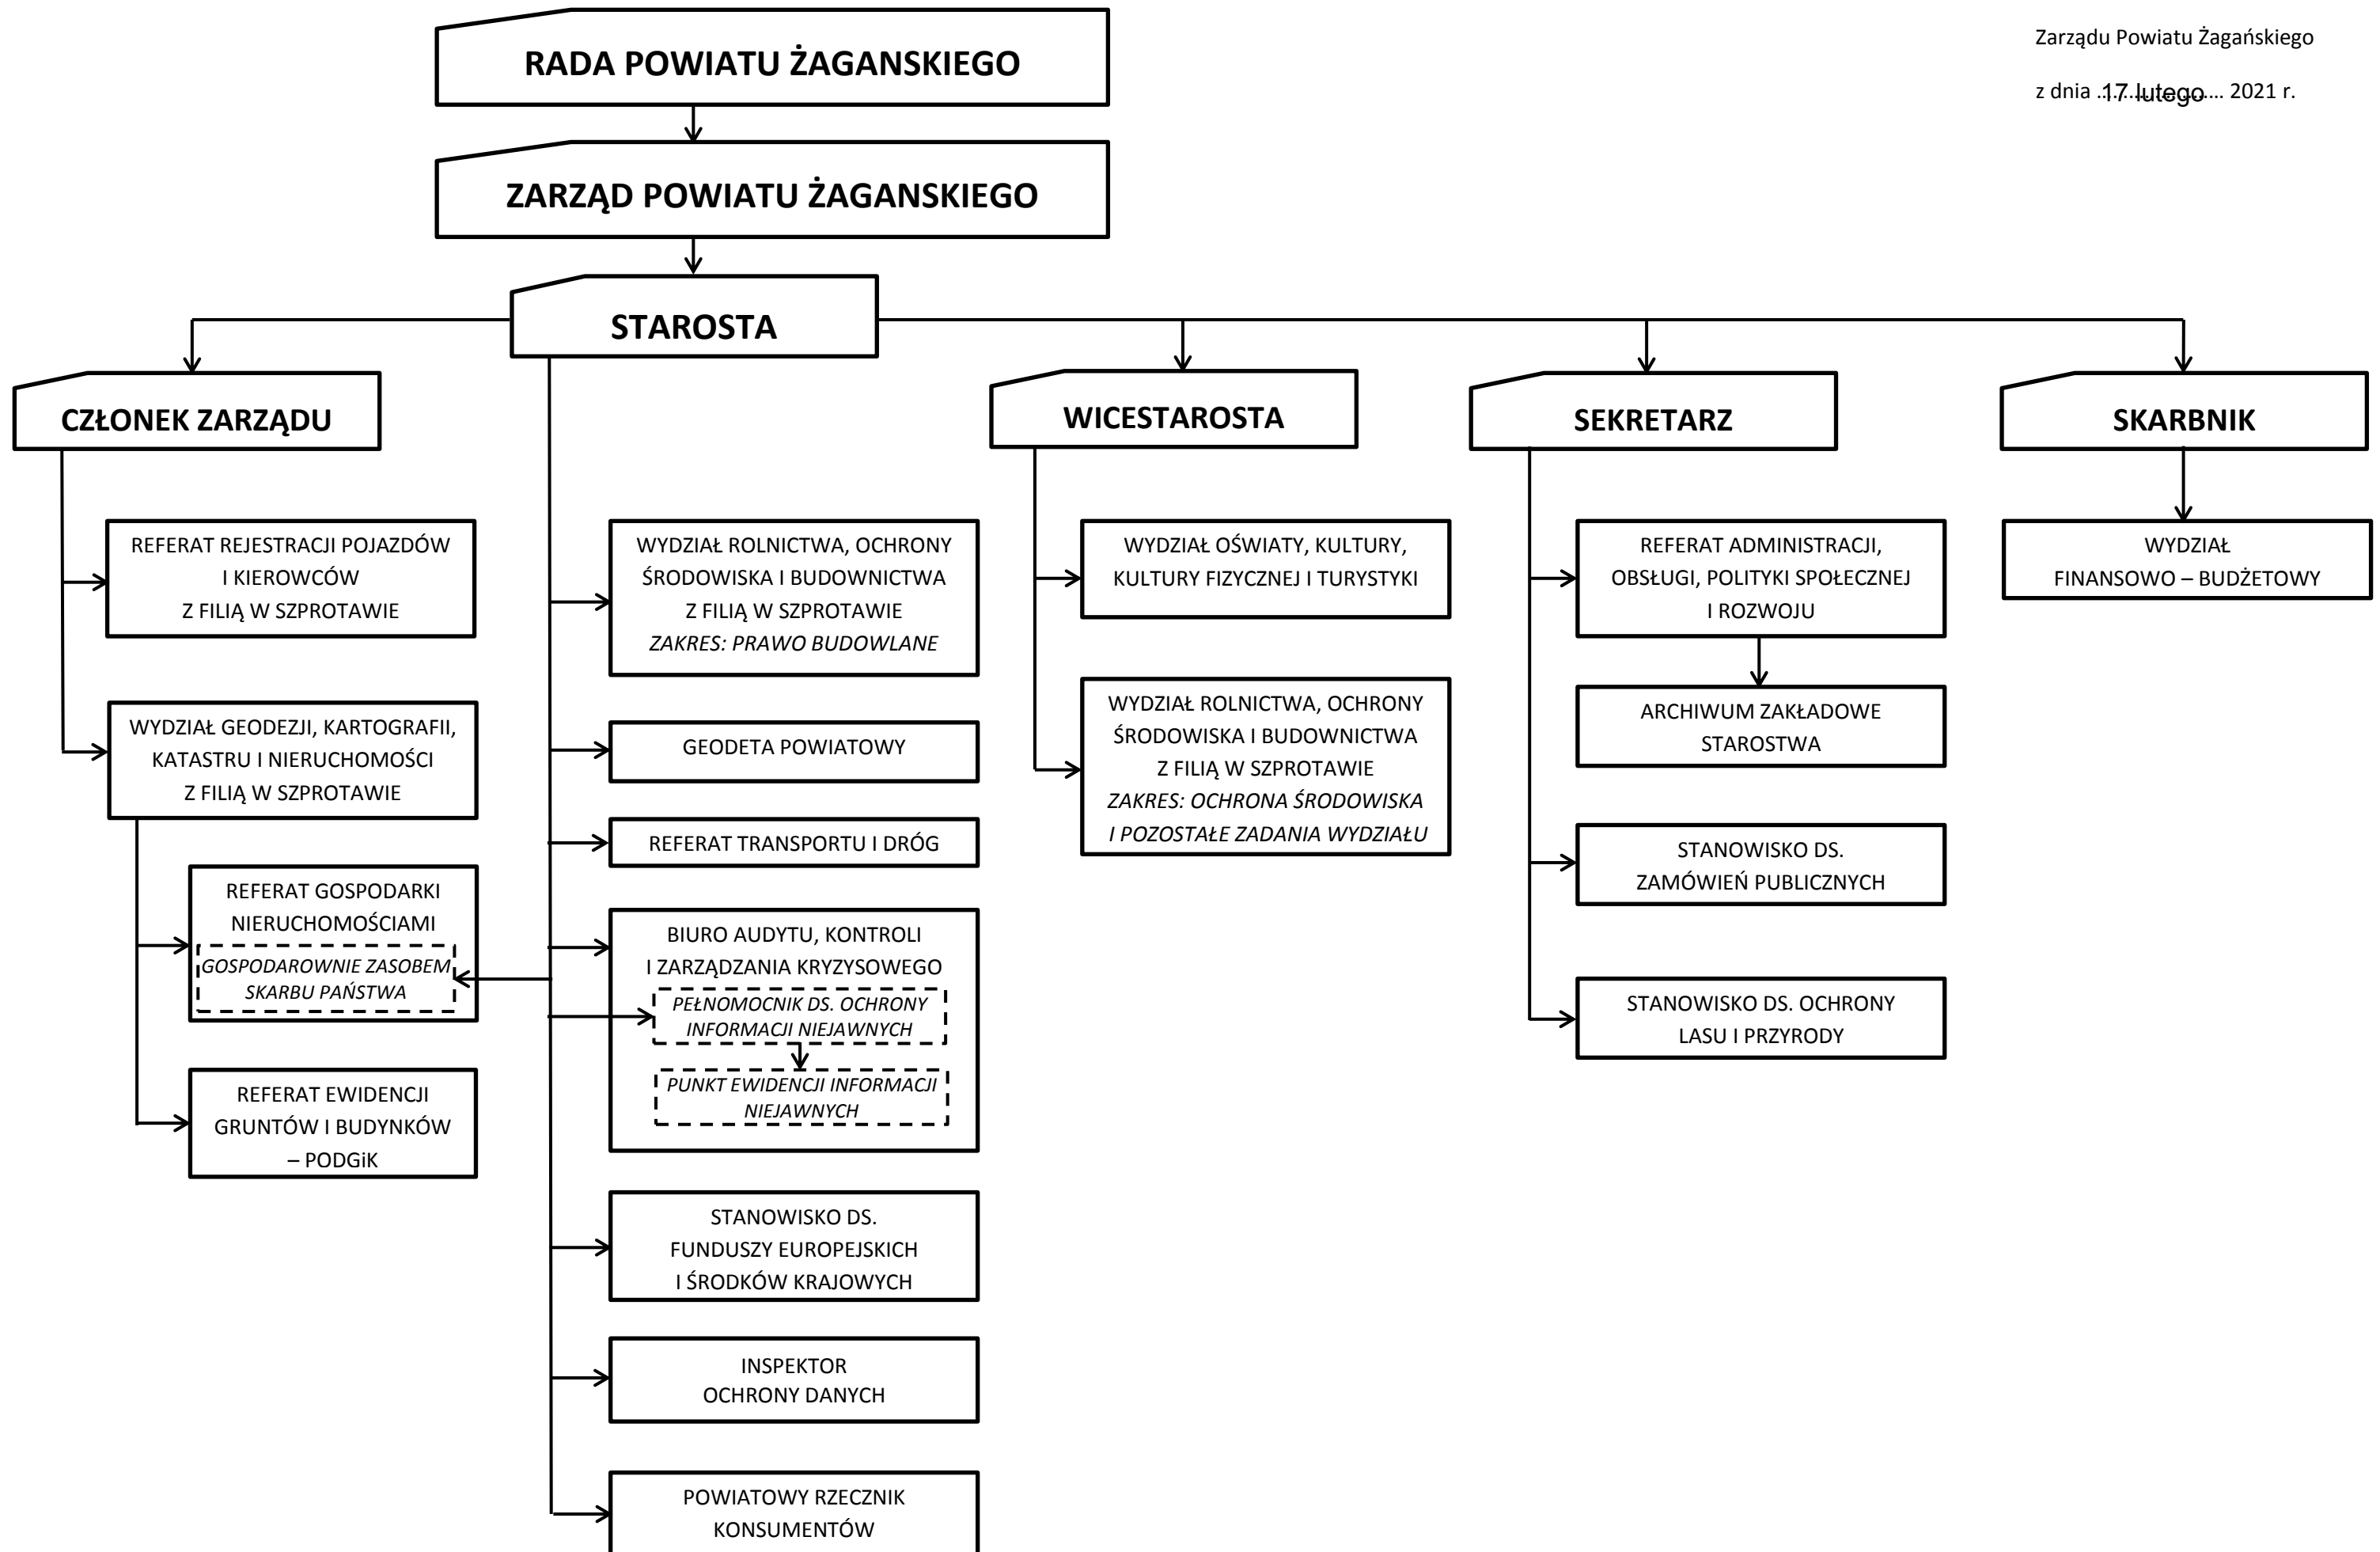 Zarządu Powiatu Żagańskiego
z dnia ...................... 2021 r.
17 lutego
RADA POWIATU ŻAGANSKIEGO
ZARZĄD POWIATU ŻAGANSKIEGO
STAROSTA
CZŁONEK ZARZĄDU
REFERAT REJESTRACJI POJAZDÓW
I KIEROWCÓW
Z FILIĄ W SZPROTAWIE
WYDZIAŁ GEODEZJI, KARTOGRAFII,
KATASTRU I NIERUCHOMOŚCI
Z FILIĄ W SZPROTAWIE
REFERAT GOSPODARKI
NIERUCHOMOŚCIAMI
GOSPODAROWNIE ZASOBEM
SKARBU PAŃSTWA
REFERAT EWIDENCJI
GRUNTÓW I BUDYNKÓW
– PODGiK
WYDZIAŁ ROLNICTWA, OCHRONY
ŚRODOWISKA I BUDOWNICTWA
Z FILIĄ W SZPROTAWIE
ZAKRES: PRAWO BUDOWLANE
GEODETA POWIATOWY
REFERAT TRANSPORTU I DRÓG
BIURO AUDYTU, KONTROLI
I ZARZĄDZANIA KRYZYSOWEGO
PEŁNOMOCNIK DS. OCHRONY
INFORMACJI NIEJAWNYCH
PUNKT EWIDENCJI INFORMACJI
NIEJAWNYCH
STANOWISKO DS.
FUNDUSZY EUROPEJSKICH
I ŚRODKÓW KRAJOWYCH
INSPEKTOR
OCHRONY DANYCH
POWIATOWY RZECZNIK
KONSUMENTÓW
WICESTAROSTA
WYDZIAŁ OŚWIATY, KULTURY,
KULTURY FIZYCZNEJ I TURYSTYKI
WYDZIAŁ ROLNICTWA, OCHRONY
ŚRODOWISKA I BUDOWNICTWA
Z FILIĄ W SZPROTAWIE
ZAKRES: OCHRONA ŚRODOWISKA
I POZOSTAŁE ZADANIA WYDZIAŁU
SEKRETARZ
REFERAT ADMINISTRACJI,
OBSŁUGI, POLITYKI SPOŁECZNEJ
I ROZWOJU
ARCHIWUM ZAKŁADOWE
STAROSTWA
STANOWISKO DS.
ZAMÓWIEŃ PUBLICZNYCH
STANOWISKO DS. OCHRONY
LASU I PRZYRODY
SKARBNIK
WYDZIAŁ
FINANSOWO – BUDŻETOWY